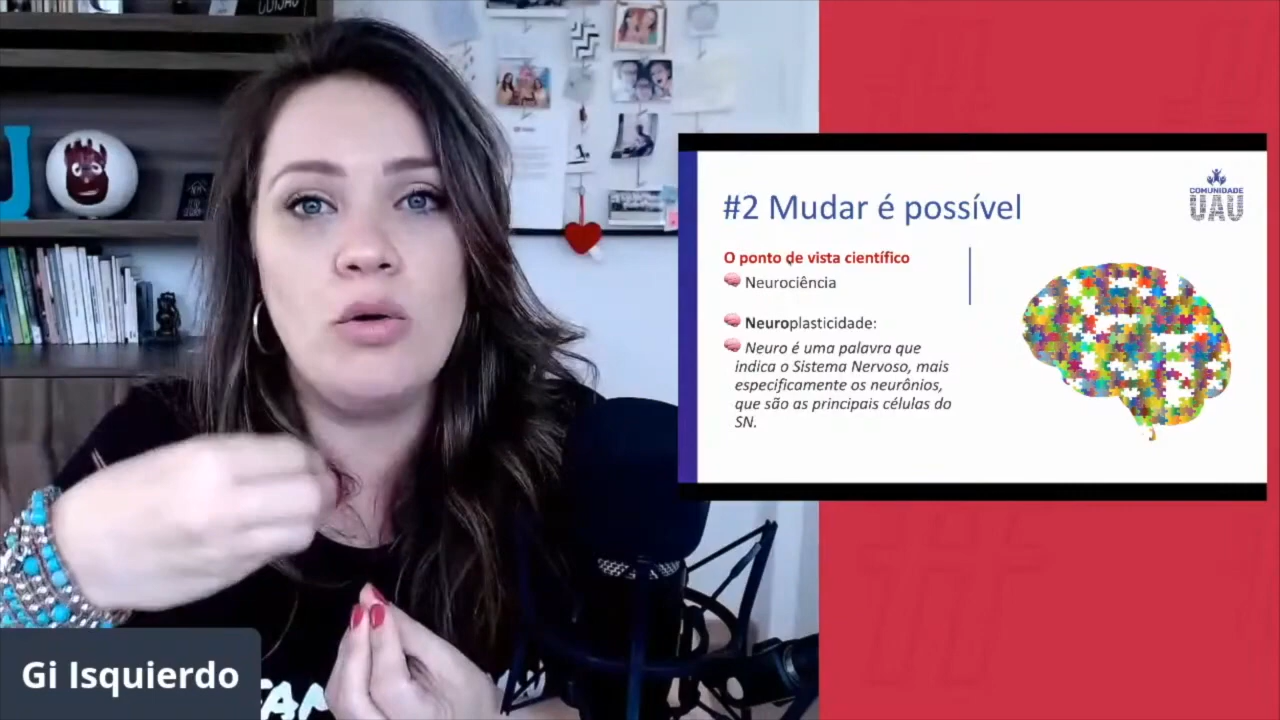 #2 Mudar é possível
COMUNIDADE
UAU
O ponto de vista científico
Neurociência
Neuroplasticidade:
Neuro é uma palavra que
indica o Sistema Nervoso, mais
especificamente os neurônios,
que são as principais células do
SN.
Gi Isquierdo